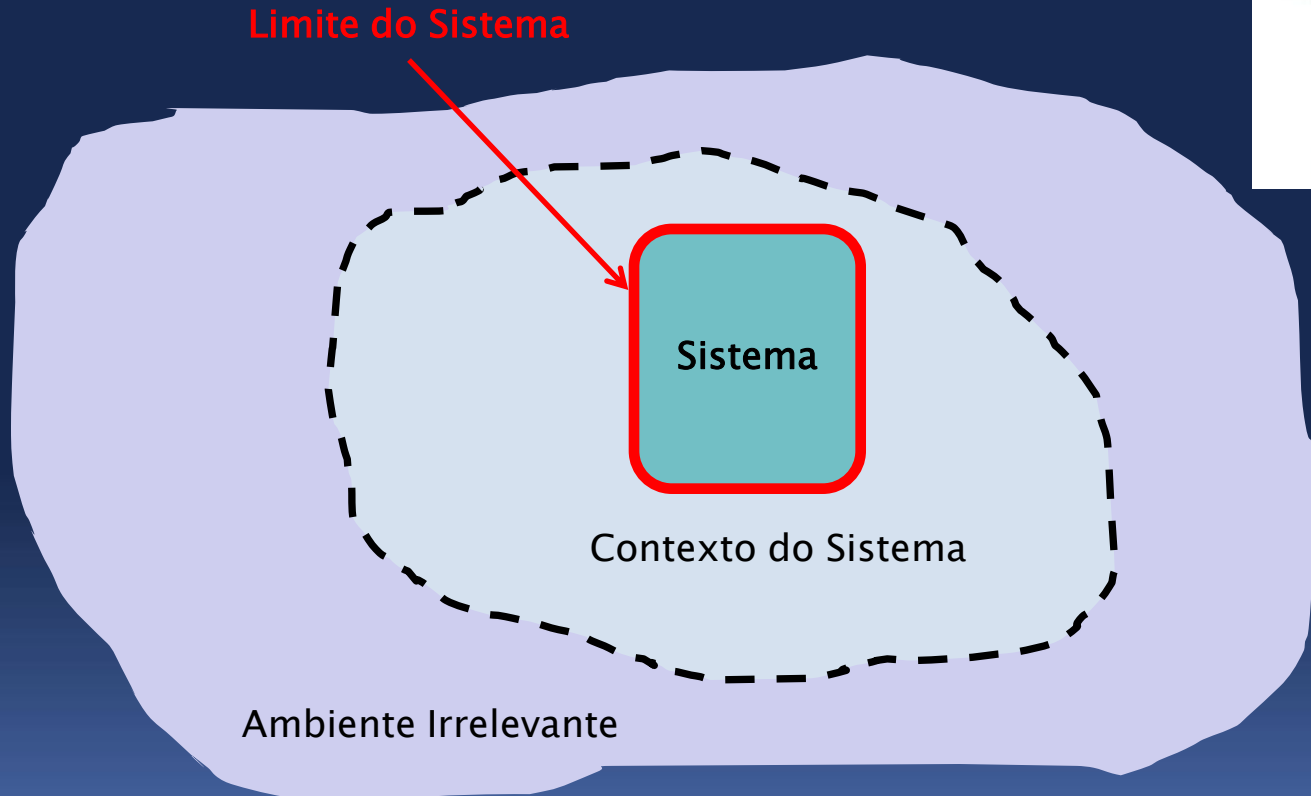 Limite do Sistema
Sistema
Contexto do Sistema
Ambiente Irrelevante